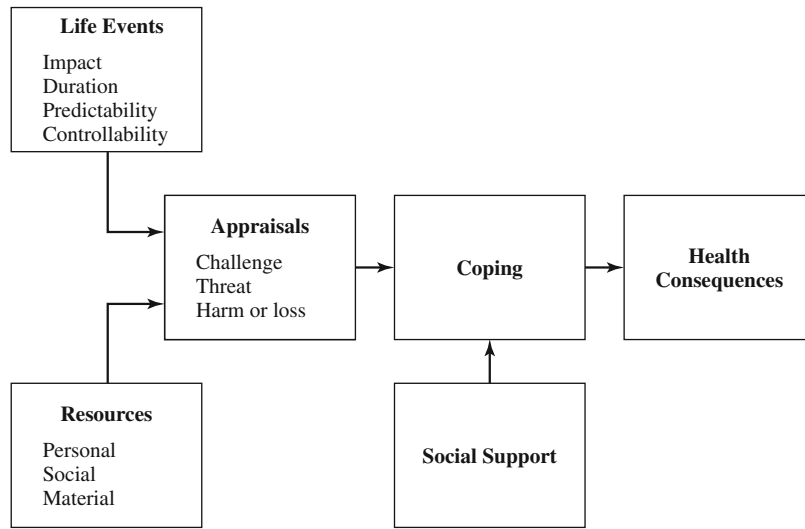 Life Events
Impact
Duration
Predictability
Controllability
Appraisals
Challenge
Threat
Harm or loss
Coping
Health
Consequences
Resources
Personal
Social
Material
Social Support